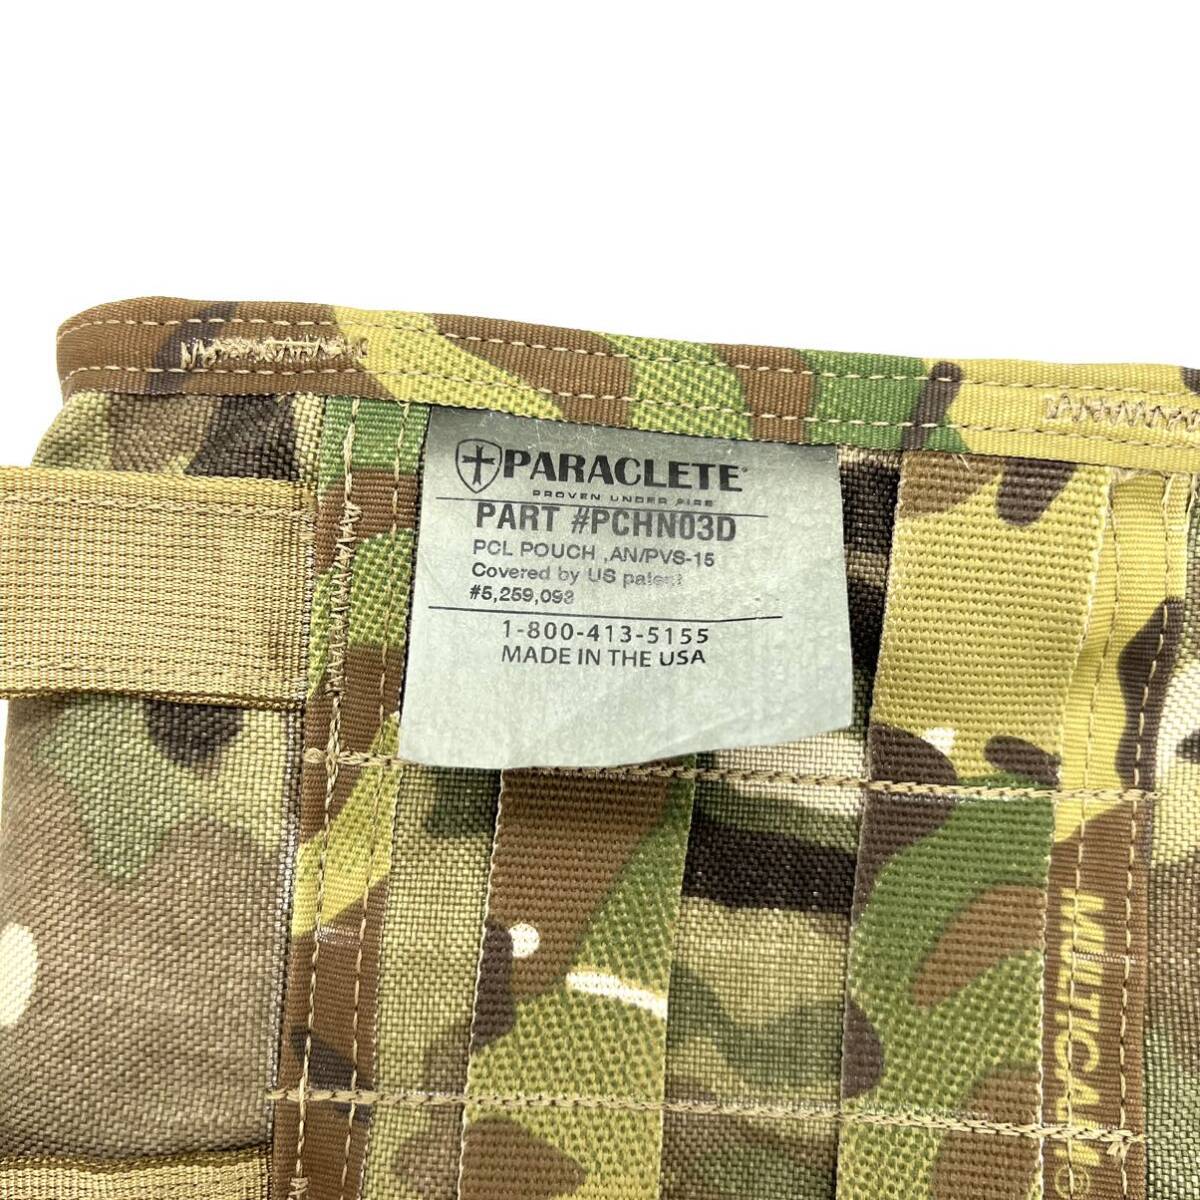 PARACLETE
PROVEN UNDER FIRE
PART #PCHN03D
PCL POUCH ,AN/PVS-15
Covered by US patent
#5,259,093
1-800-413-5155
MADE IN THE USA
MULTICAM®